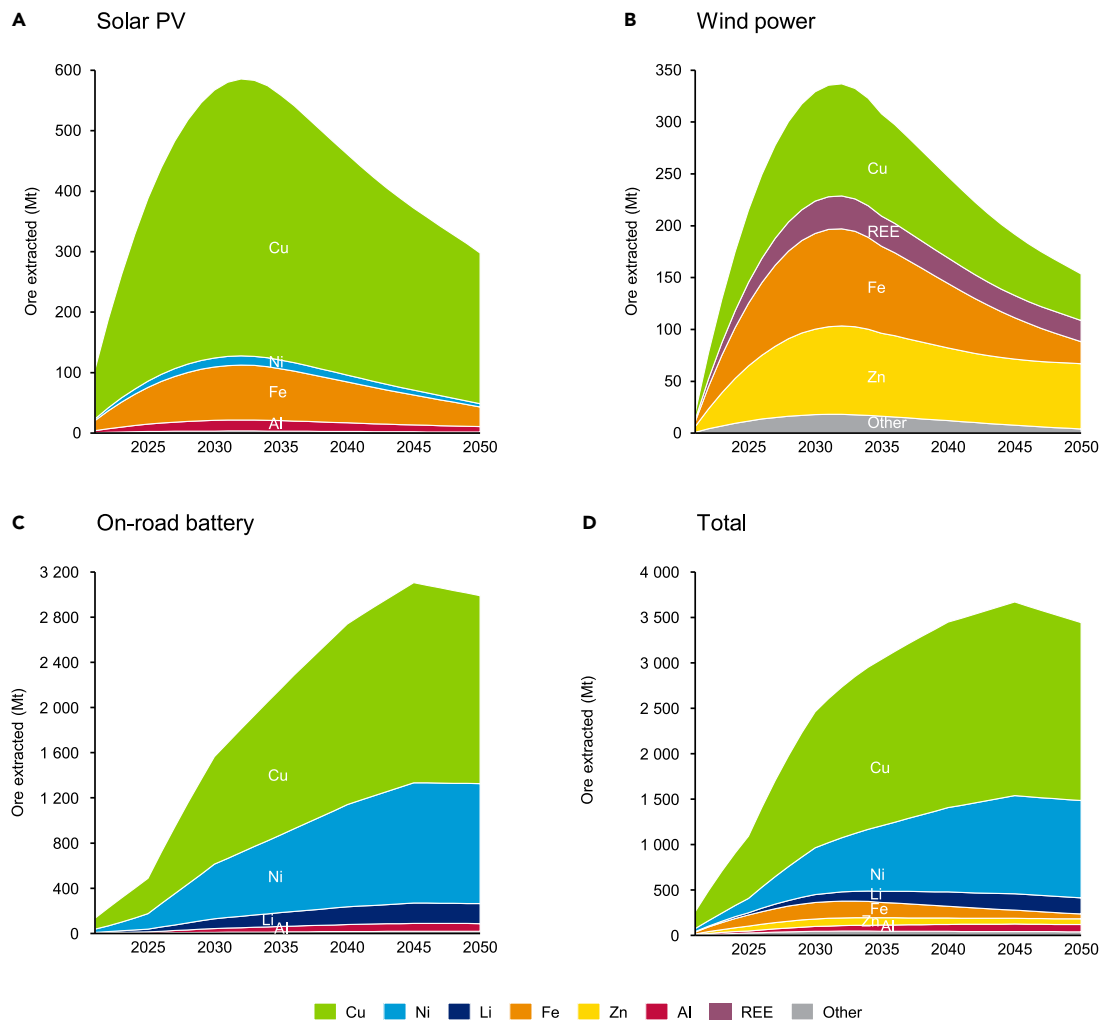 A Solar PV
Ore extracted (Mt)
600
500
400
300
200
100
0
Cu
Ni
Fe
Al
2025 2030 2035 2040 2045 2050
B Wind power
Ore extracted (Mt)
350
300
250
200
150
100
50
0
Cu
REE
Fe
Zn
Other
2025 2030 2035 2040 2045 2050
C On-road battery
Ore extracted (Mt)
3 200
2 800
2 400
2 000
1 600
1 200
800
400
0
Cu
Ni
Li
Al
2025 2030 2035 2040 2045 2050
D Total
Ore extracted (Mt)
4 000
3 500
3 000
2 500
2 000
1 500
1 000
500
0
Cu
Ni
Li
Fe
Zn
Al
2025 2030 2035 2040 2045 2050
Cu Ni Li Fe Zn Al REE Other